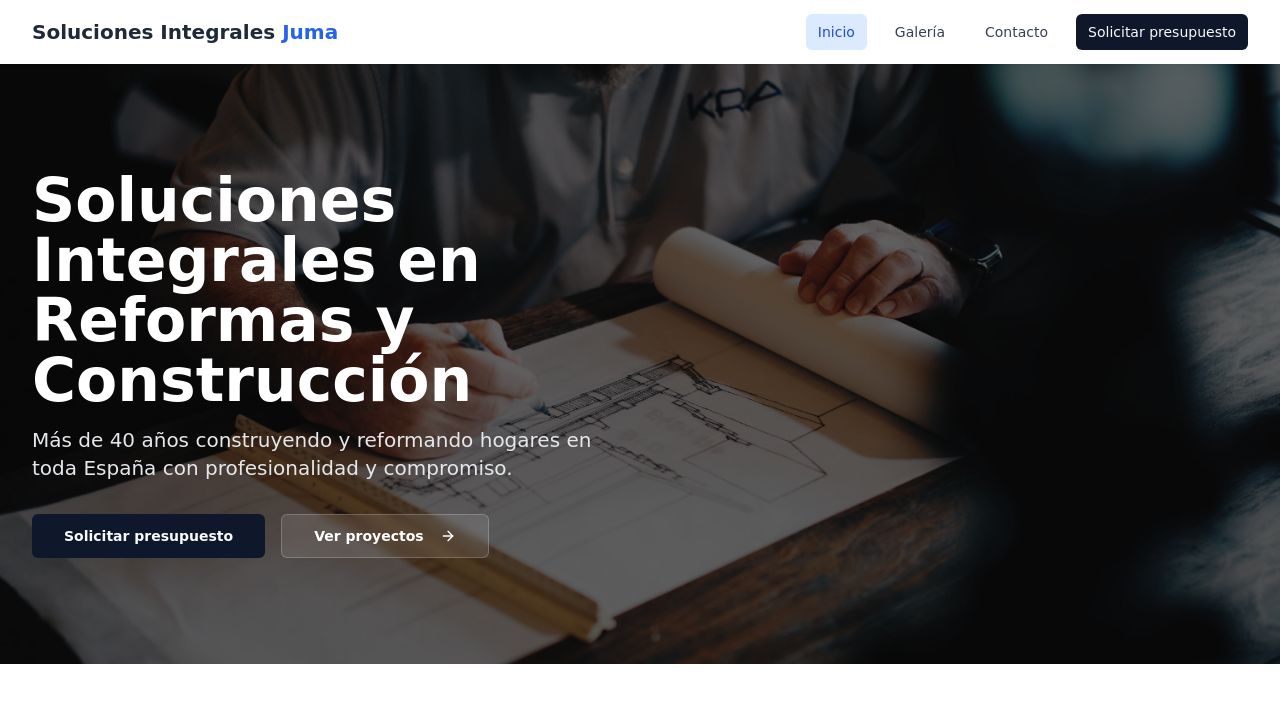 Soluciones Integrales Juma
Inicio
Galería
Contacto
Solicitar presupuesto
KRA
Soluciones
Integrales en
Reformas y
Construcción
Más de 40 años construyendo y reformando hogares en
toda España con profesionalidad y compromiso.
Solicitar presupuesto
Ver proyectos